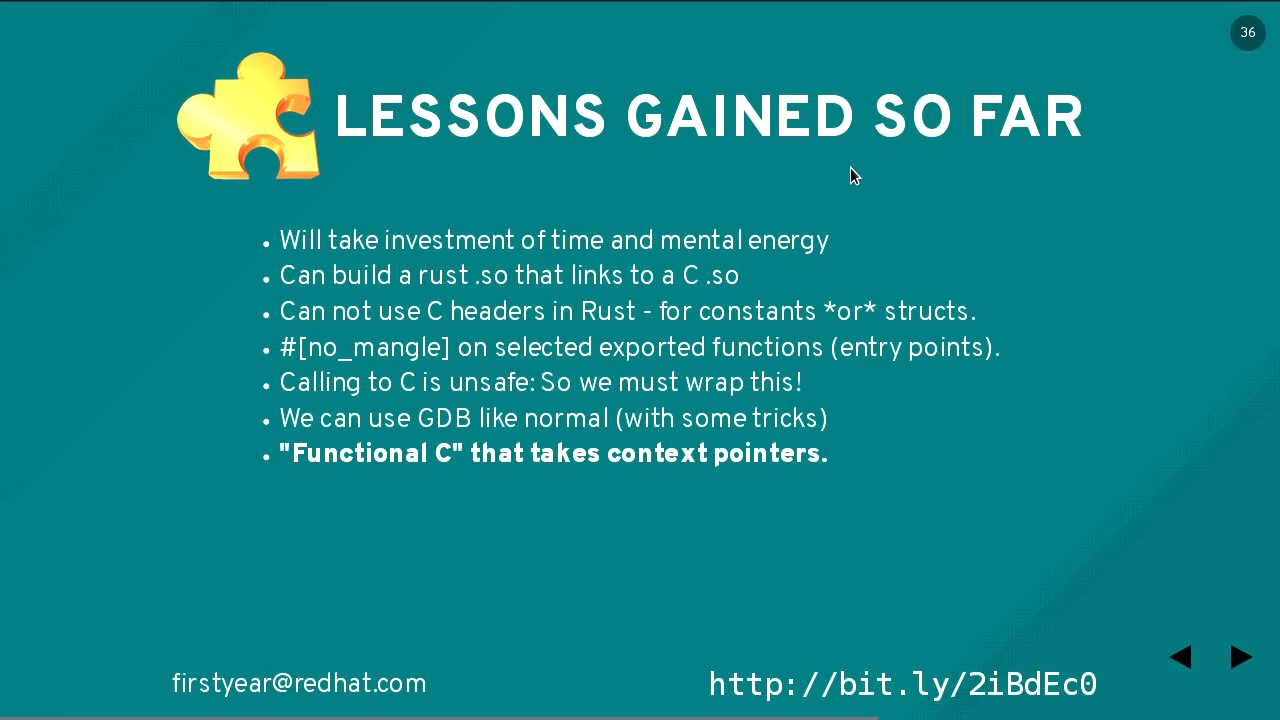 36
LESSONS GAINED SO FAR
• Will take investment of time and mental energy
• Can build a rust .so that links to a C .so
• Can not use C headers in Rust - for constants *or* structs.
• #[no_mangle] on selected exported functions (entry points).
• Calling to C is unsafe: So we must wrap this!
• We can use GDB like normal (with some tricks)
• "Functional C" that takes context pointers.
firstyear@redhat.com
http://bit.ly/2iBdEc0